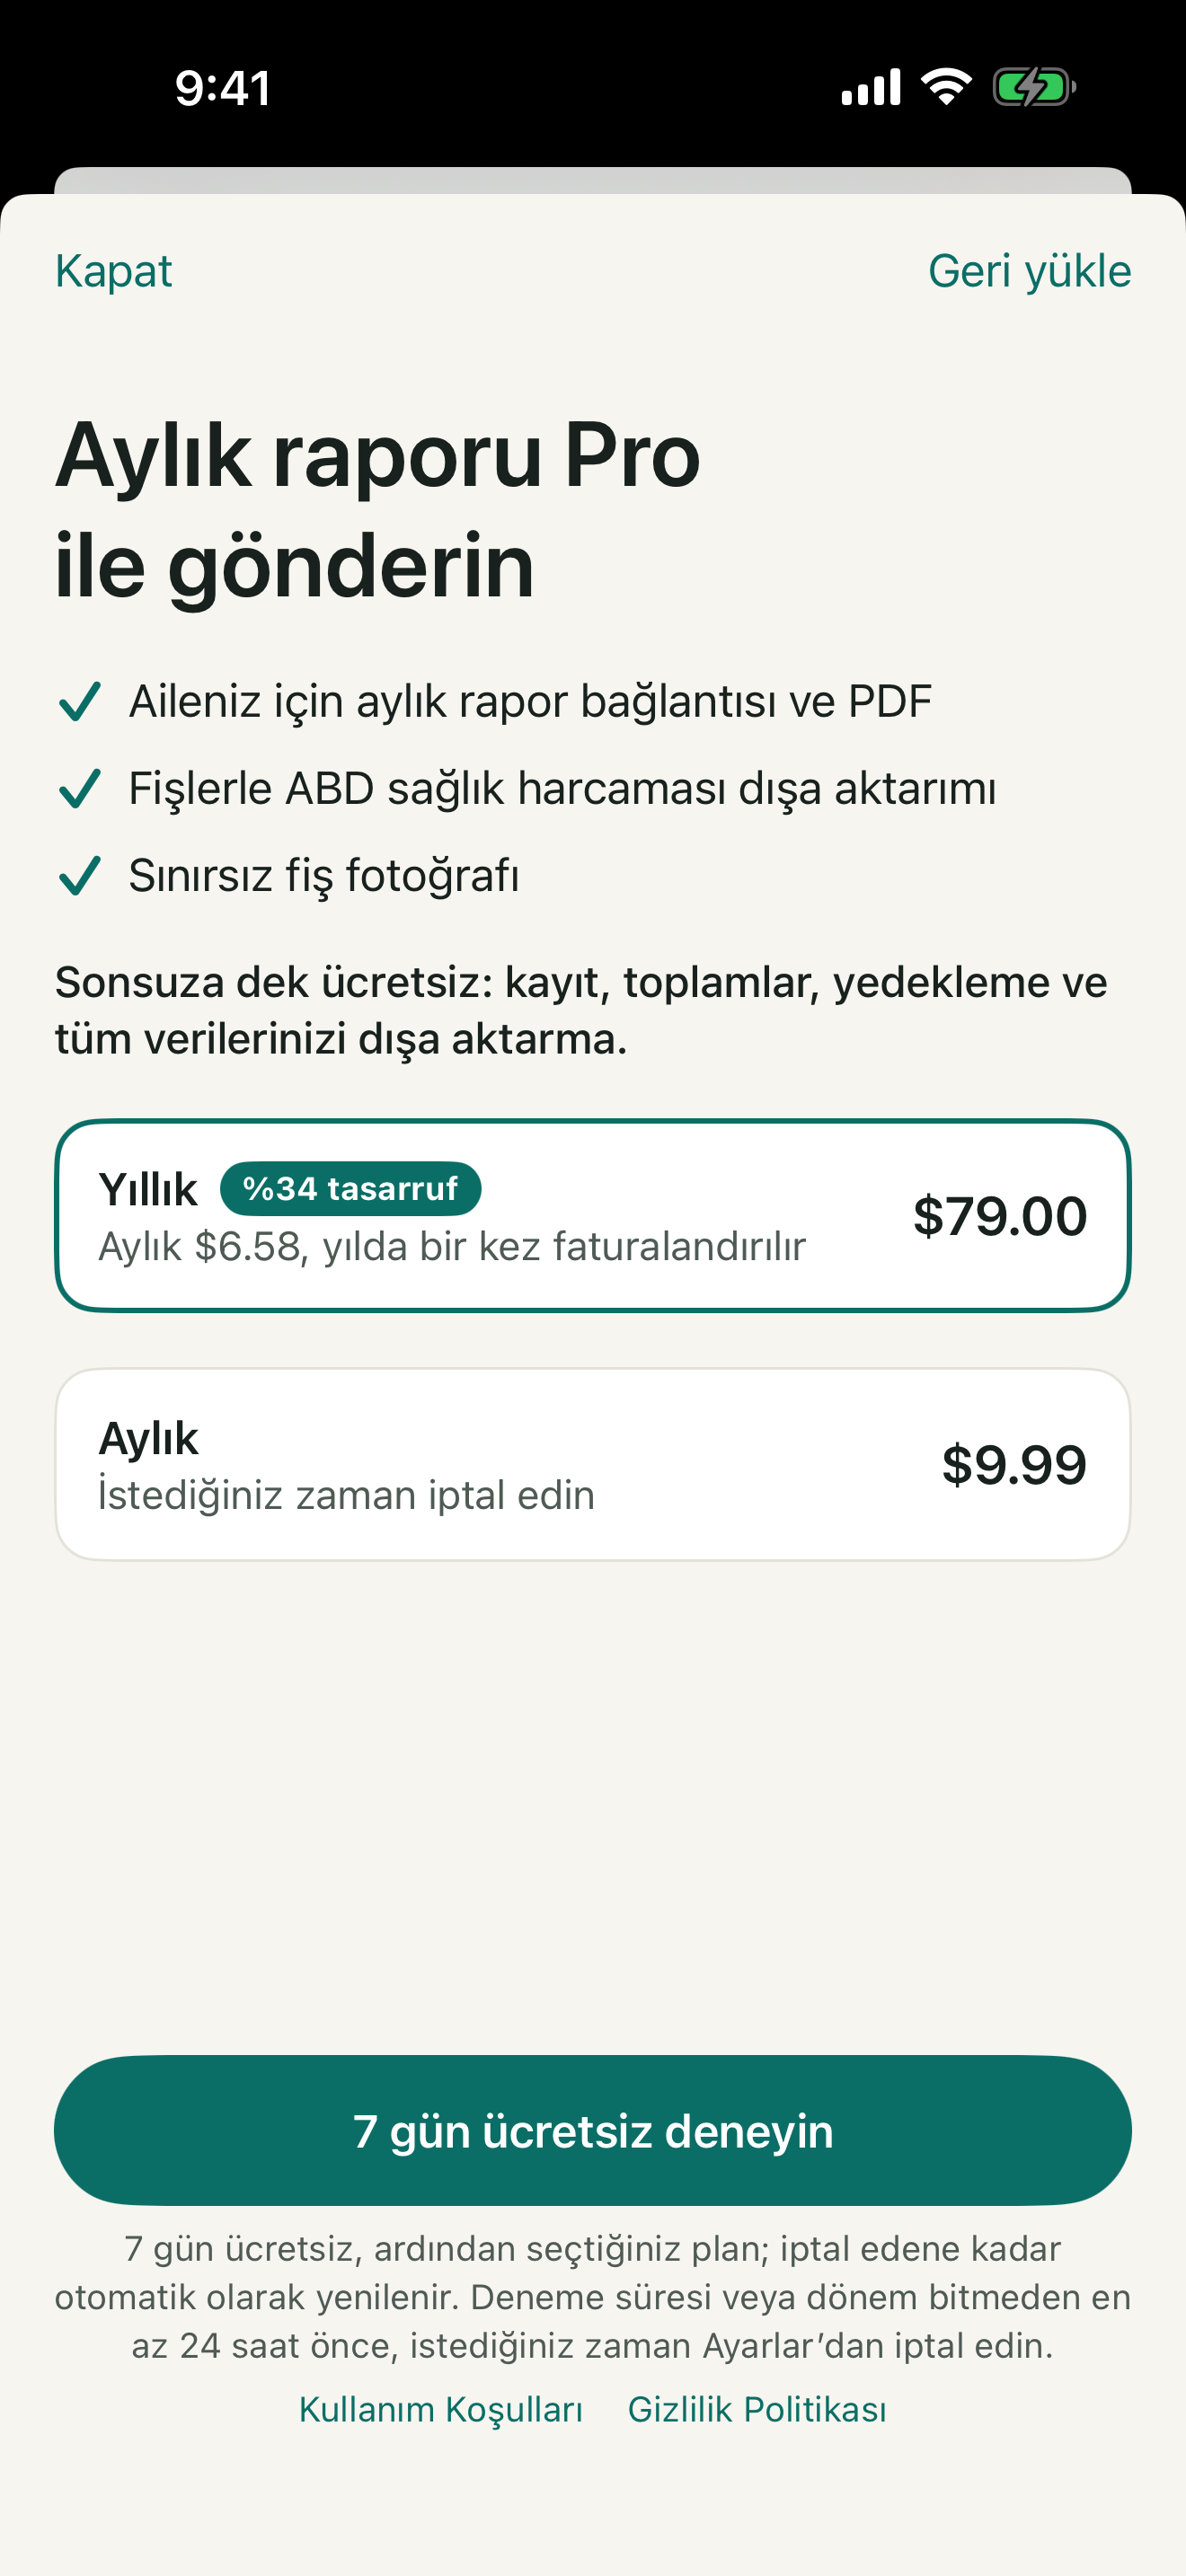 9:41
Kapat
Geri yükle
Aylık raporu Pro
ile gönderin
Aileniz için aylık rapor bağlantısı ve PDF
Fişlerle ABD sağlık harcaması dışa aktarımı
Sınırsız fiş fotoğrafı
Sonsuza dek ücretsiz: kayıt, toplamlar, yedekleme ve
tüm verilerinizi dışa aktarma.
Yıllık
%34 tasarruf
Aylık $6.58, yılda bir kez faturalandırılır
$79.00
Aylık
İstediğiniz zaman iptal edin
$9.99
7 gün ücretsiz deneyin
7 gün ücretsiz, ardından seçtiğiniz plan; iptal edene kadar
otomatik olarak yenilenir. Deneme süresi veya dönem bitmeden en
az 24 saat önce, istediğiniz zaman Ayarlar’dan iptal edin.
Kullanım Koşulları
Gizlilik Politikası